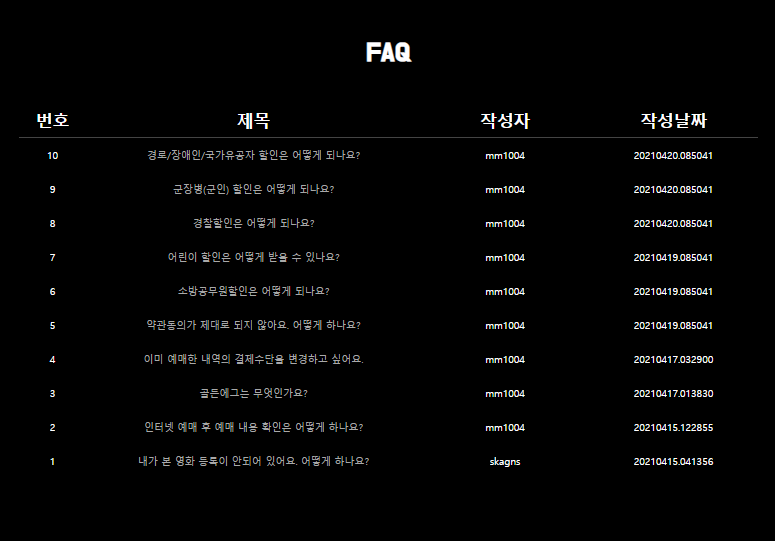 FAQ
번호 제목 작성자 작성날짜
10 경로/장애인/국가유공자 할인은 어떻게 되나요? mm1004 20210420.085041
9 군장병(군인) 할인은 어떻게 되나요? mm1004 20210420.085041
8 경찰할인은 어떻게 되나요? mm1004 20210420.085041
7 어린이 할인은 어떻게 받을 수 있나요? mm1004 20210419.085041
6 소방공무원할인은 어떻게 되나요? mm1004 20210419.085041
5 약관동의가 제대로 되지 않아요. 어떻게 하나요? mm1004 20210419.085041
4 이미 예매한 내역의 결제수단을 변경하고 싶어요. mm1004 20210417.032900
3 골든에그는 무엇인가요? mm1004 20210417.013830
2 인터넷 예매 후 예매 내용 확인은 어떻게 하나요? mm1004 20210415.122855
1 내가 본 영화 등록이 안되어 있어요. 어떻게 하나요? skagns 20210415.041356